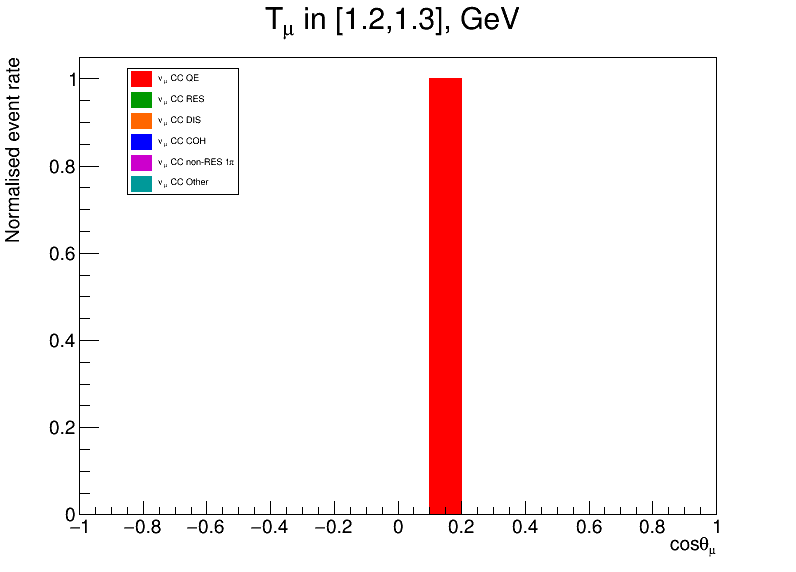 Tμ in [1.2,1.3], GeV
Normalised event rate
1
0.8
0.6
0.4
0.2
0
νμ CC QE
νμ CC RES
νμ CC DIS
νμ CC COH
νμ CC non-RES 1π
νμ CC Other
−1 −0.8 −0.6 −0.4 −0.2 0 0.2 0.4 0.6 0.8 1
cosθμ